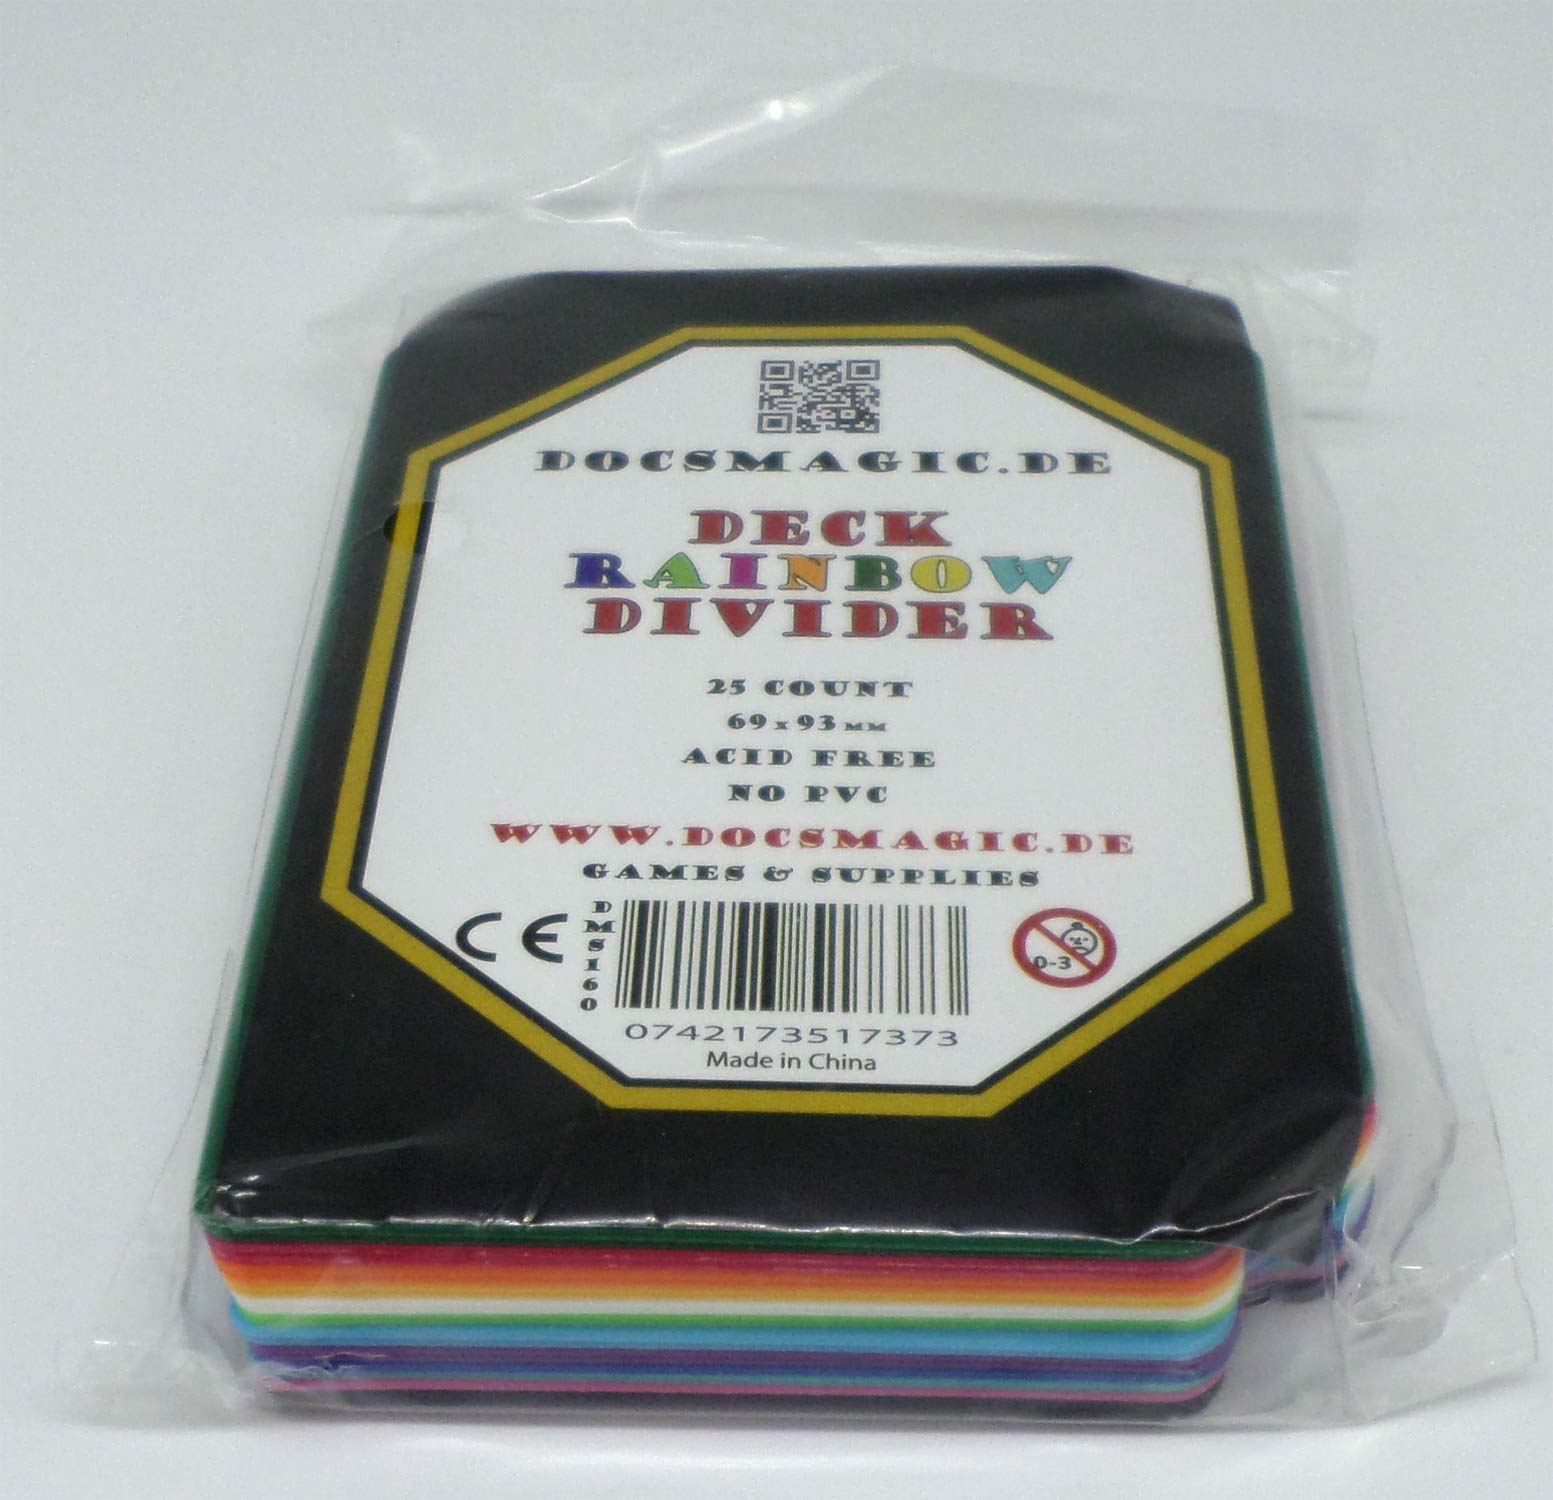 DOCSMAGIC.DE
DECK
RAINBOW
DIVIDER
25 COUNT
69 x 93 MM
ACID FREE
NO PVC
WWW.DOCSMAGIC.DE
GAMES & SUPPLIES
CE
DMS160
0-3
0742173517373
Made in China